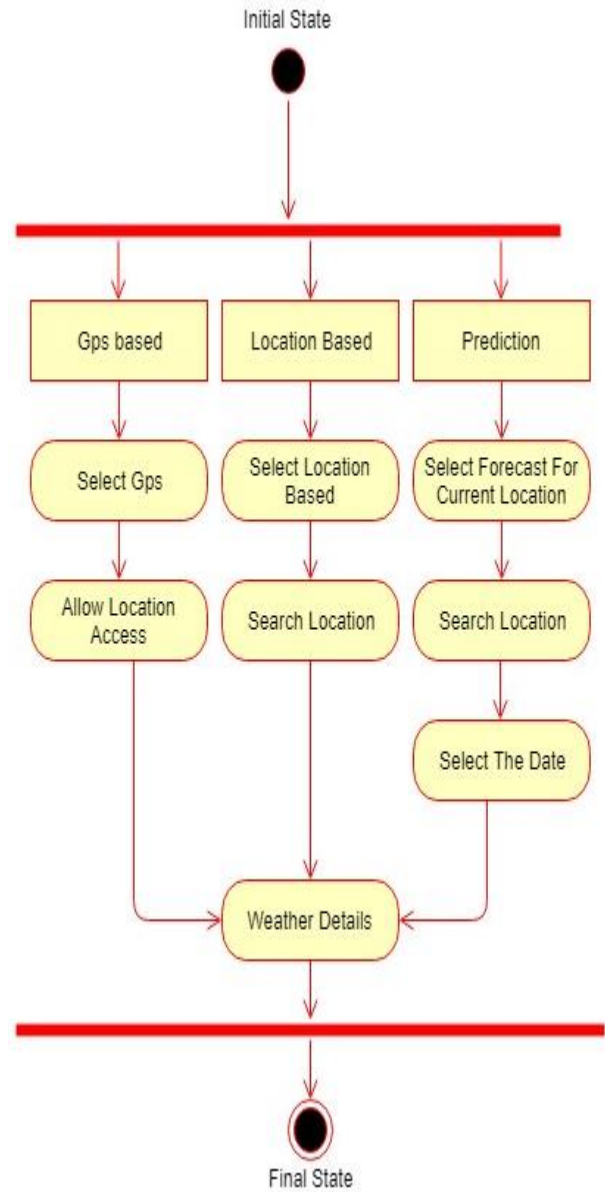 Initial State
Gps based
Location Based
Prediction
Select Gps
Select Location
Based
Select Forecast For
Current Location
Allow Location
Access
Search Location
Search Location
Select The Date
Weather Details
Final State